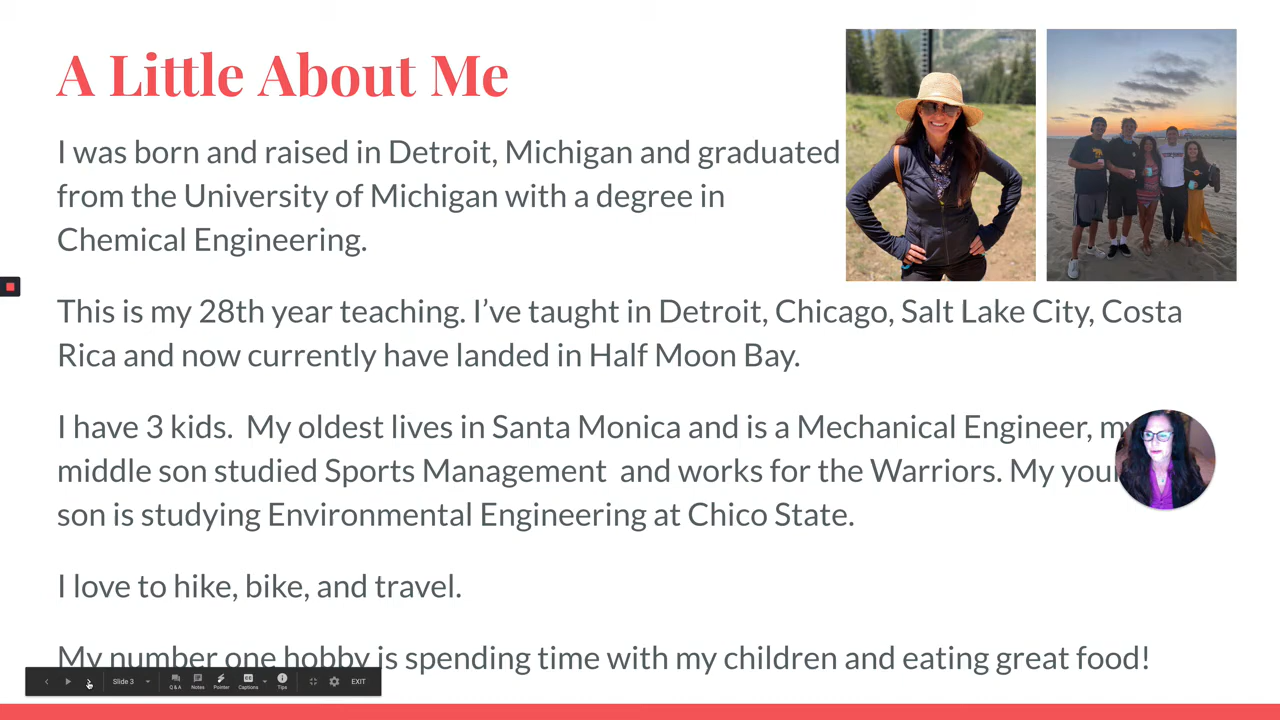 A Little About Me
I was born and raised in Detroit, Michigan and graduated
from the University of Michigan with a degree in
Chemical Engineering.
This is my 28th year teaching. I’ve taught in Detroit, Chicago, Salt Lake City, Costa
Rica and now currently have landed in Half Moon Bay.
I have 3 kids.  My oldest lives in Santa Monica and is a Mechanical Engineer, my
middle son studied Sports Management  and works for the Warriors. My
son is studying Environmental Engineering at Chico State.
I love to hike, bike, and travel.
My number one hobby is spending time with my children and eating great food!
Slide 3
Q & A Notes Pointer Captions Tips
EXIT